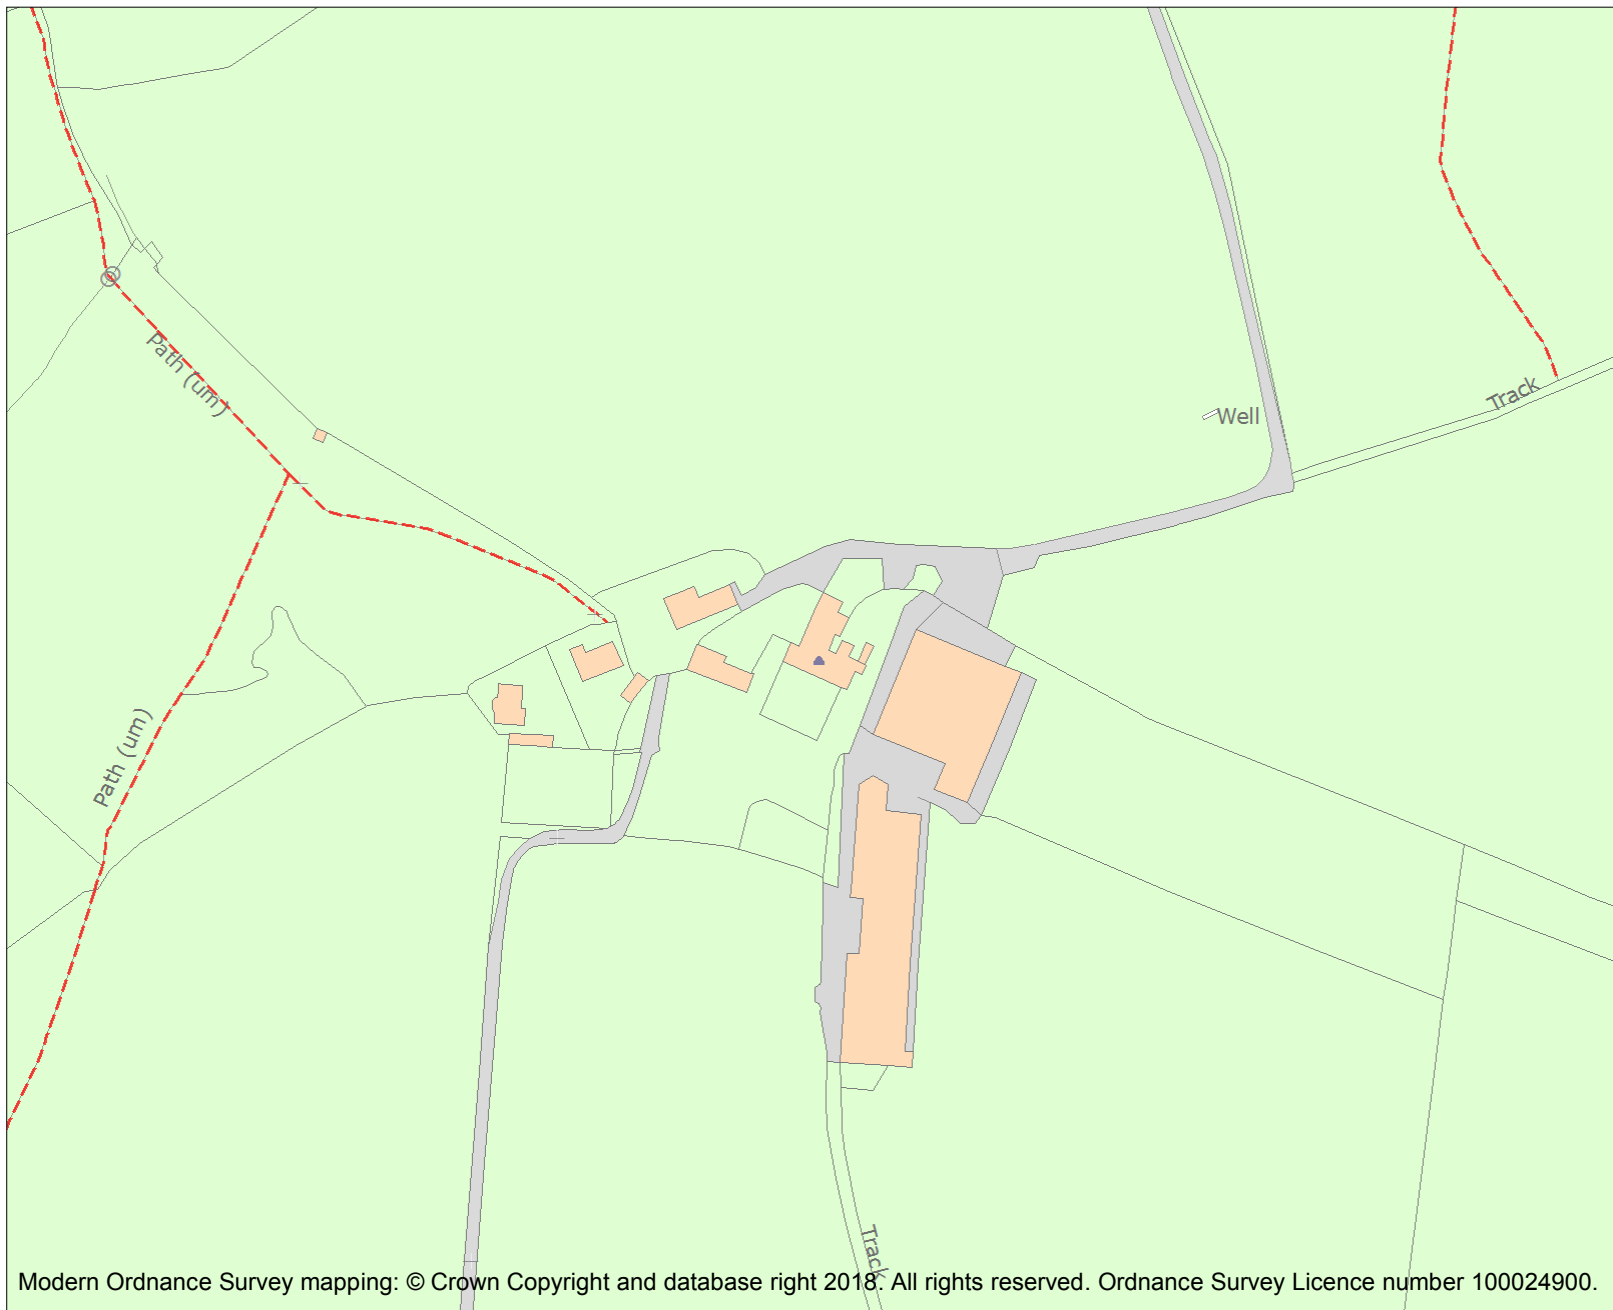 Path (um)
Track
Well
Path (um)
Track
Modern Ordnance Survey mapping: © Crown Copyright and database right 2018. All rights reserved. Ordnance Survey Licence number 100024900.